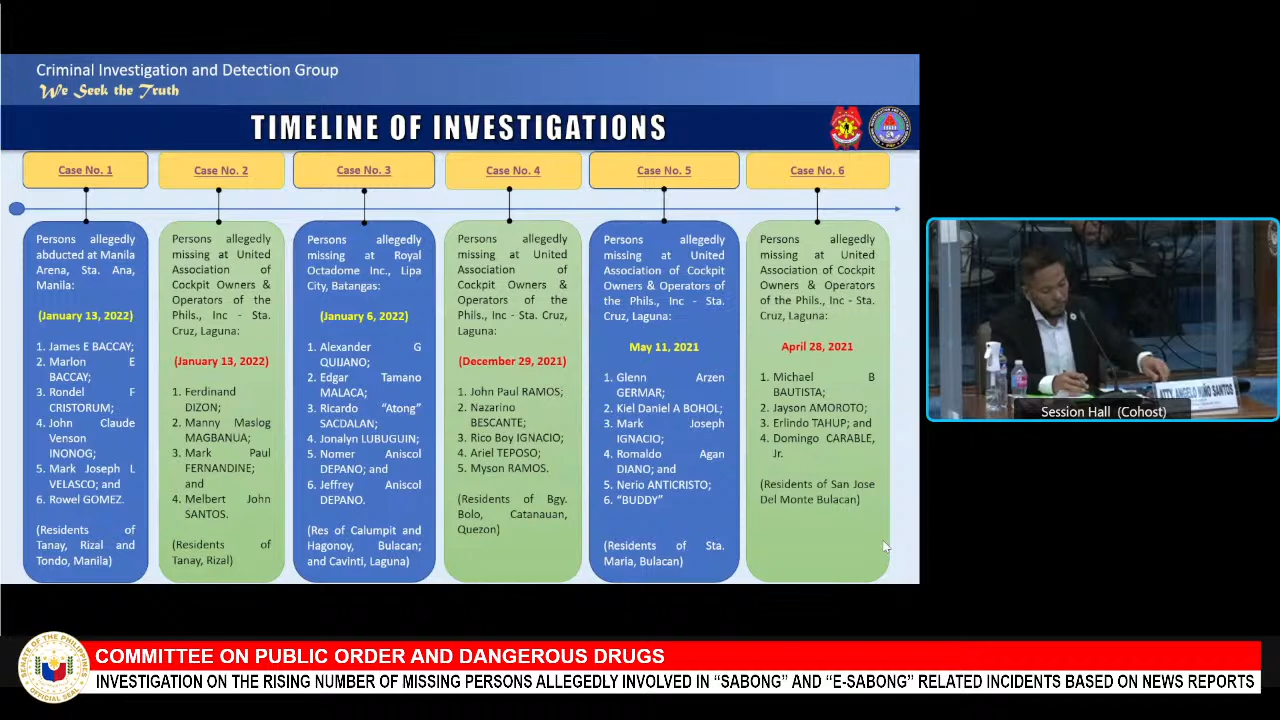 Criminal Investigation and Detection Group
We Seek the Truth
TIMELINE OF INVESTIGATIONS
Case No. 1
Case No. 2
Case No. 3
Case No. 4
Case No. 5
Case No. 6
Persons allegedly
abducted at Manila
Arena, Sta. Ana,
Manila:
(January 13, 2022)
1. James E BACCAY;
2. Marlon E
BACCAY;
3. Rondel F
CRISTORUM;
4. John Claude
Venson
INONOG;
5. Mark Joseph L
VELASCO; and
6. Rowel GOMEZ.
(Residents of
Tanay, Rizal and
Tondo, Manila)
Persons allegedly
missing at United
Association of
Cockpit Owners &
Operators of the
Phils., Inc - Sta.
Cruz, Laguna:
(January 13, 2022)
1. Ferdinand
DIZON;
2. Manny Maslog
MAGBANUA;
3. Mark Paul
FERNANDINE;
and
4. Melbert John
SANTOS.
(Residents of
Tanay, Rizal)
Persons allegedly
missing at Royal
Octadome Inc., Lipa
City, Batangas:
(January 6, 2022)
1. Alexander G
QUIJANO;
2. Edgar Tamano
MALACA;
3. Ricardo “Atong”
SACDALAN;
4. Jonalyn LUBUGUIN;
5. Nomer Aniscol
DEPANO; and
6. Jeffrey Aniscol
DEPANO.
(Res of Calumpit and
Hagonoy, Bulacan;
and Cavinti, Laguna)
Persons allegedly
missing at United
Association of
Cockpit Owners &
Operators of the
Phils., Inc - Sta.
Cruz, Laguna:
(December 29, 2021)
1. John Paul RAMOS;
2. Nazarino
BESCANTE;
3. Rico Boy IGNACIO;
4. Ariel TEPOSO;
5. Myson RAMOS.
(Residents of Bgy.
Bolo, Catanauan,
Quezon)
Persons allegedly
missing at United
Association of Cockpit
Owners & Operators of
the Phils., Inc - Sta.
Cruz, Laguna:
May 11, 2021
1. Glenn Arzen
GERMAR;
2. Kiel Daniel A BOHOL;
3. Mark Joseph
IGNACIO;
4. Romaldo Agan
DIANO; and
5. Nerio ANTICRISTO;
6. “BUDDY”
(Residents of Sta.
Maria, Bulacan)
Persons allegedly
missing at United
Association of Cockpit
Owners & Operators of
the Phils., Inc - Sta.
Cruz, Laguna:
April 28, 2021
1. Michael B
BAUTISTA;
2. Jayson AMOROTO;
3. Erlindo TAHUP; and
4. Domingo CARABLE,
Jr.
(Residents of San Jose
Del Monte Bulacan)
ATTY. ANGELO NIÑO SANTOS
Session Hall (Cohost)
SENATE OF THE PHILIPPINES
OFFICIAL SEAL
COMMITTEE ON PUBLIC ORDER AND DANGEROUS DRUGS
INVESTIGATION ON THE RISING NUMBER OF MISSING PERSONS ALLEGEDLY INVOLVED IN “SABONG” AND “E-SABONG” RELATED INCIDENTS BASED ON NEWS REPORTS